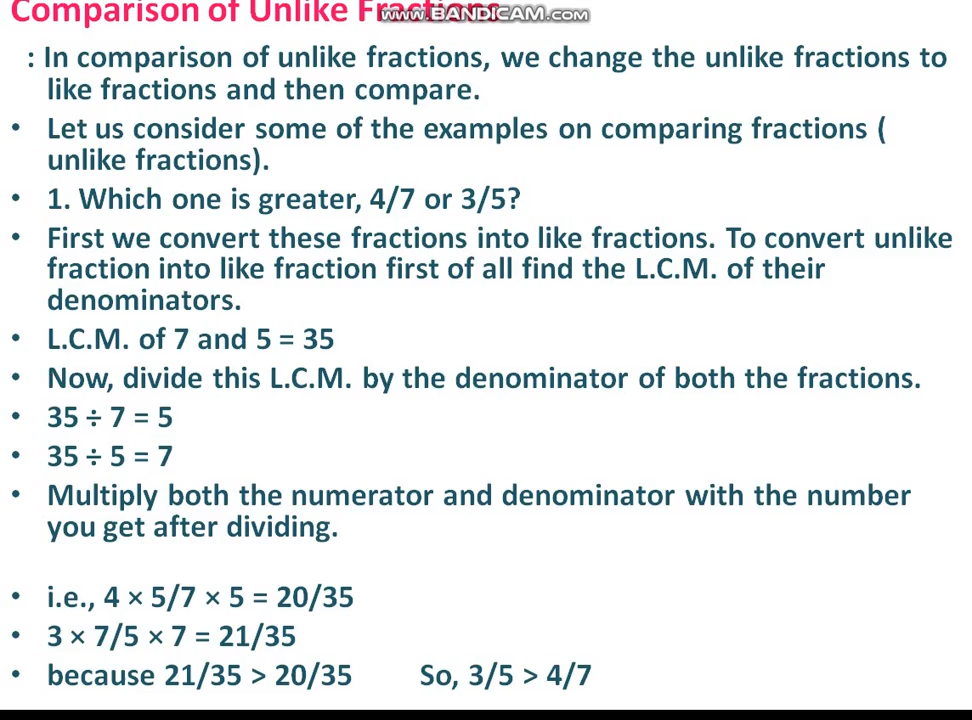 Comparison of Unlike Fractions
www.BANDICAM.com
: In comparison of unlike fractions, we change the unlike fractions to
like fractions and then compare.
• Let us consider some of the examples on comparing fractions (
unlike fractions).
• 1. Which one is greater, 4/7 or 3/5?
• First we convert these fractions into like fractions. To convert unlike
fraction into like fraction first of all find the L.C.M. of their
denominators.
• L.C.M. of 7 and 5 = 35
• Now, divide this L.C.M. by the denominator of both the fractions.
• 35 ÷ 7 = 5
• 35 ÷ 5 = 7
• Multiply both the numerator and denominator with the number
you get after dividing.
• i.e., 4 × 5/7 × 5 = 20/35
• 3 × 7/5 × 7 = 21/35
• because 21/35 > 20/35 So, 3/5 > 4/7